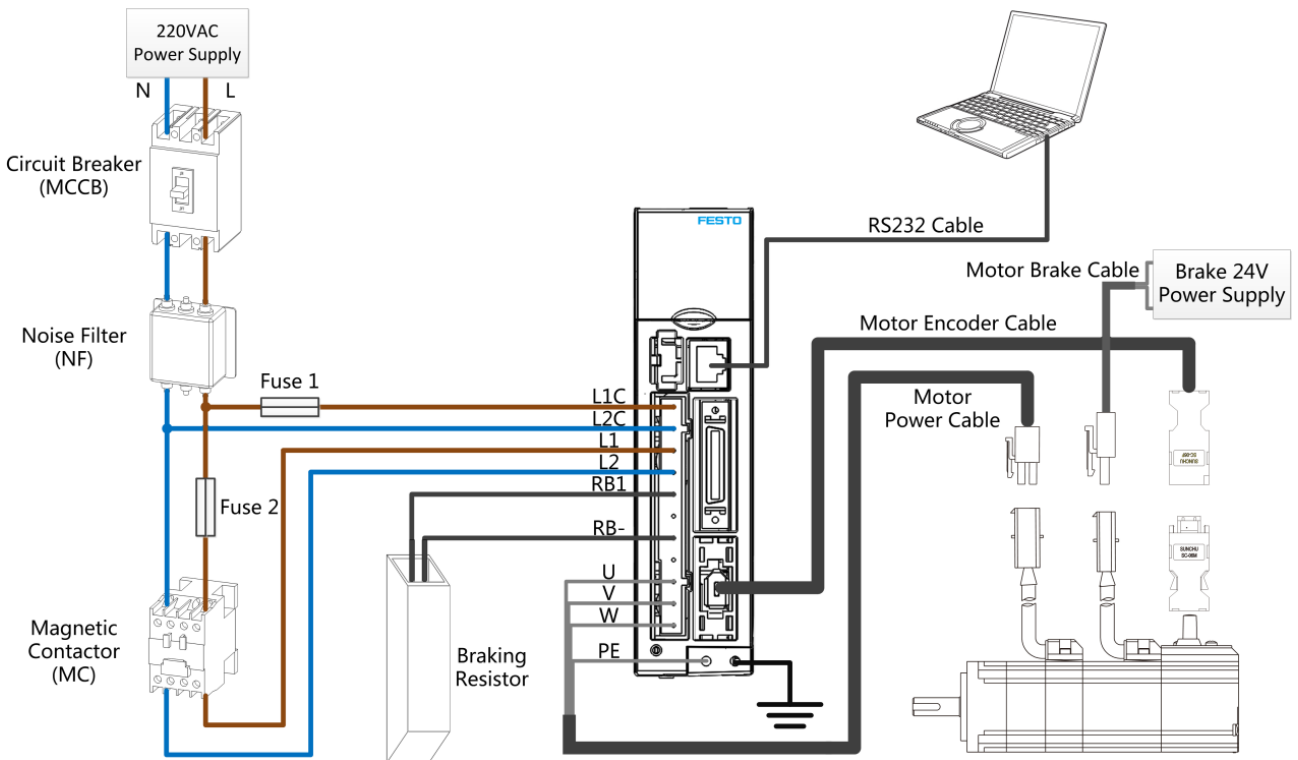 220VAC
Power Supply
N
L
Circuit Breaker
(MCCB)
FESTO
RS232 Cable
Motor Brake Cable
Brake 24V
Power Supply
Noise Filter
(NF)
Motor Encoder Cable
Fuse 1
L1C
L2C
L1
L2
RB1
RB-
Motor
Power Cable
Fuse 2
SUNCHU
SUNCHU
U
V
W
PE
Magnetic
Contactor
(MC)
Braking
Resistor